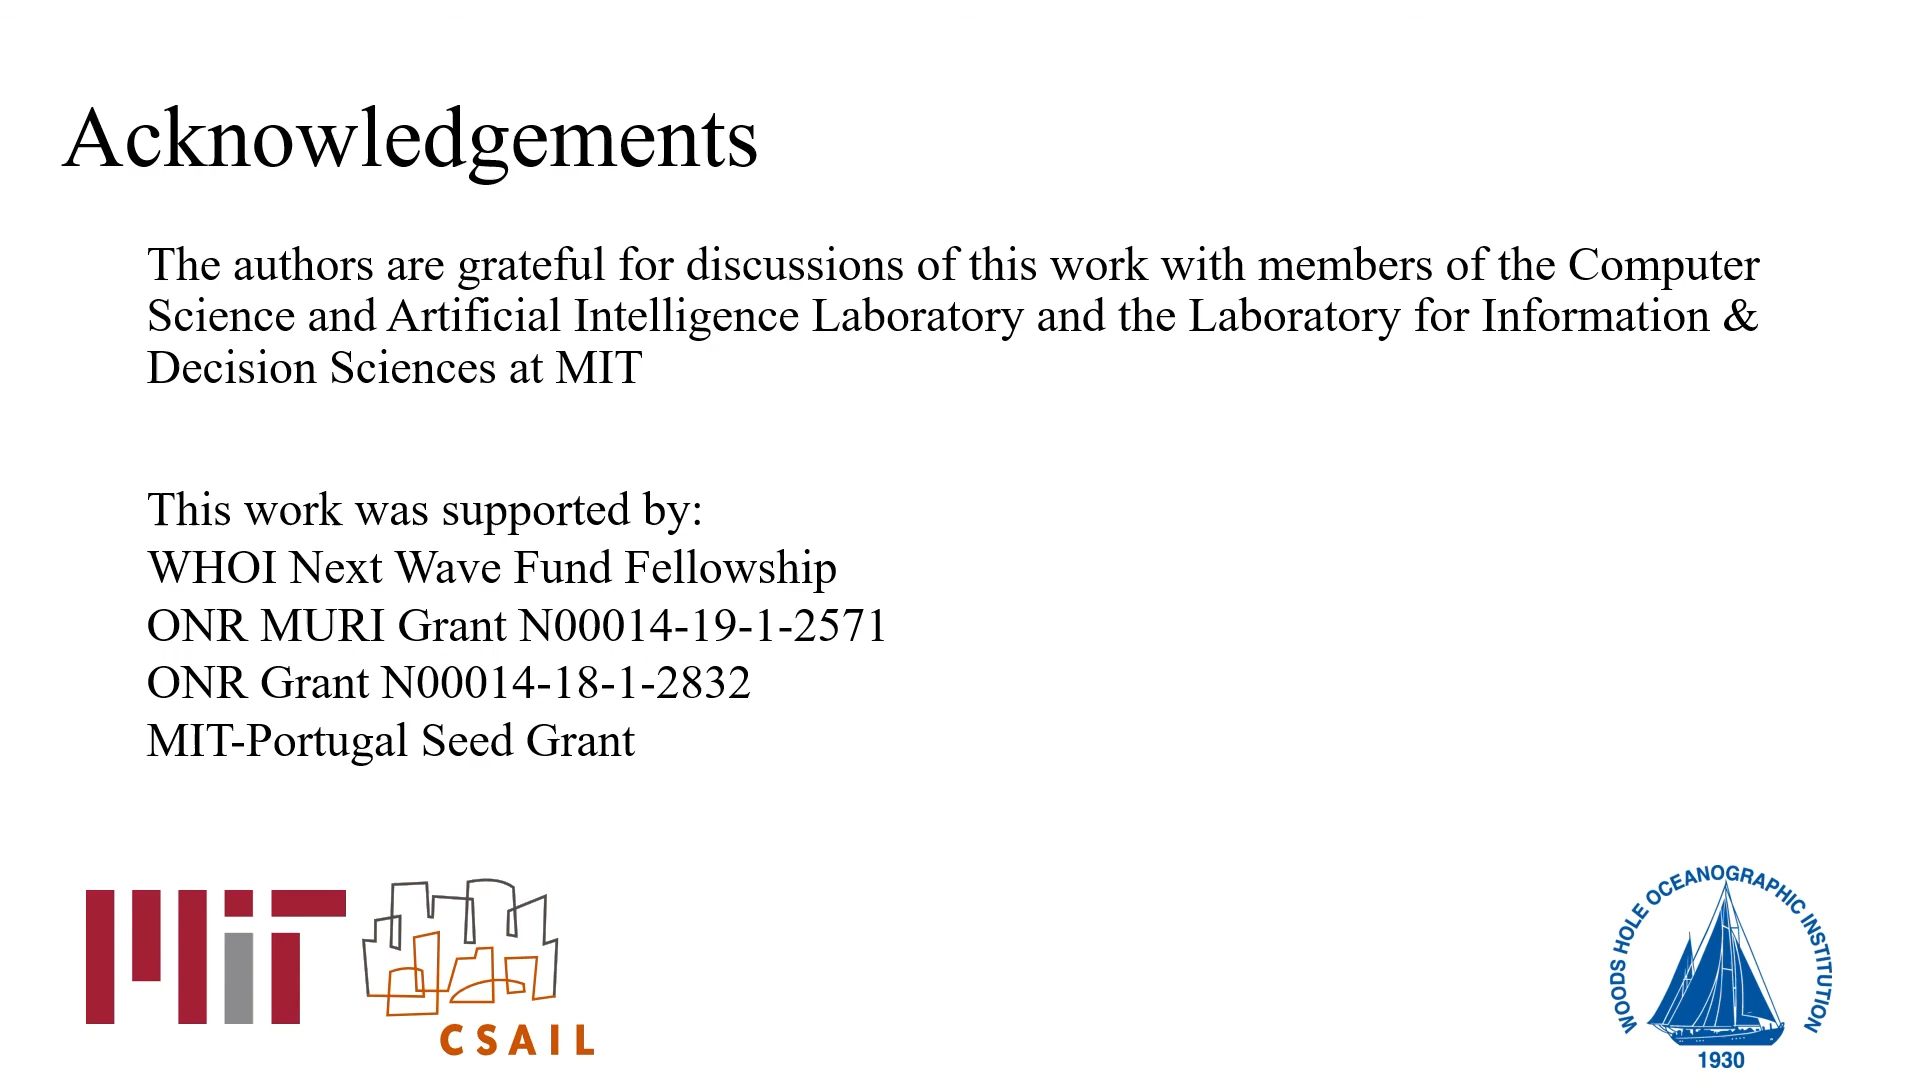 Acknowledgements
The authors are grateful for discussions of this work with members of the Computer
Science and Artificial Intelligence Laboratory and the Laboratory for Information &
Decision Sciences at MIT
This work was supported by:
WHOI Next Wave Fund Fellowship
ONR MURI Grant N00014-19-1-2571
ONR Grant N00014-18-1-2832
MIT-Portugal Seed Grant
MIT
CSAIL
WOODS HOLE OCEANOGRAPHIC INSTITUTION
1930